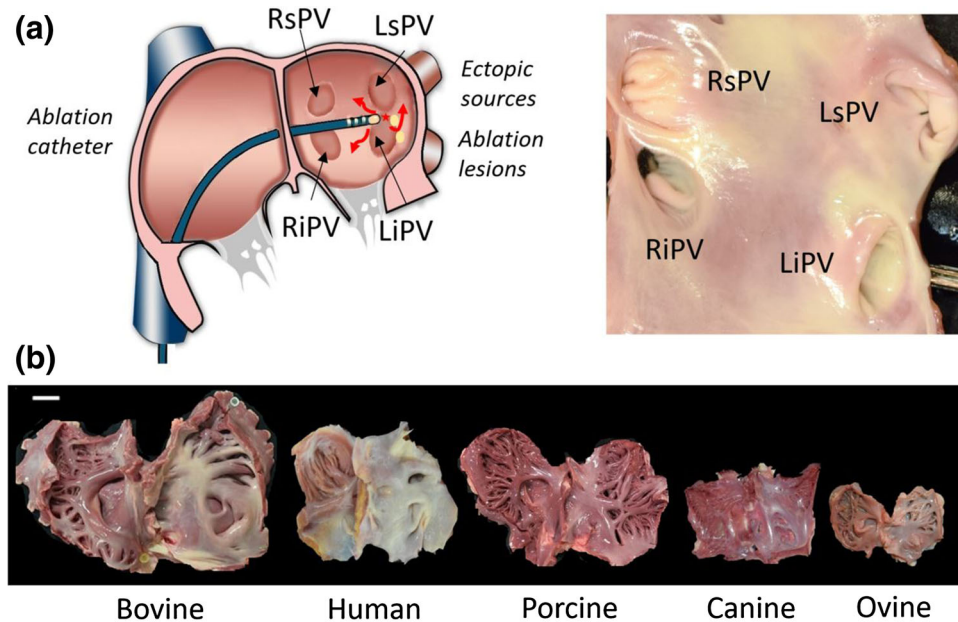 (a)
RsPV
LsPV
Ablation
catheter
Ectopic
sources
Ablation
lesions
RiPV
LiPV
RsPV
LsPV
RiPV
LiPV
(b)
Bovine
Human
Porcine
Canine
Ovine